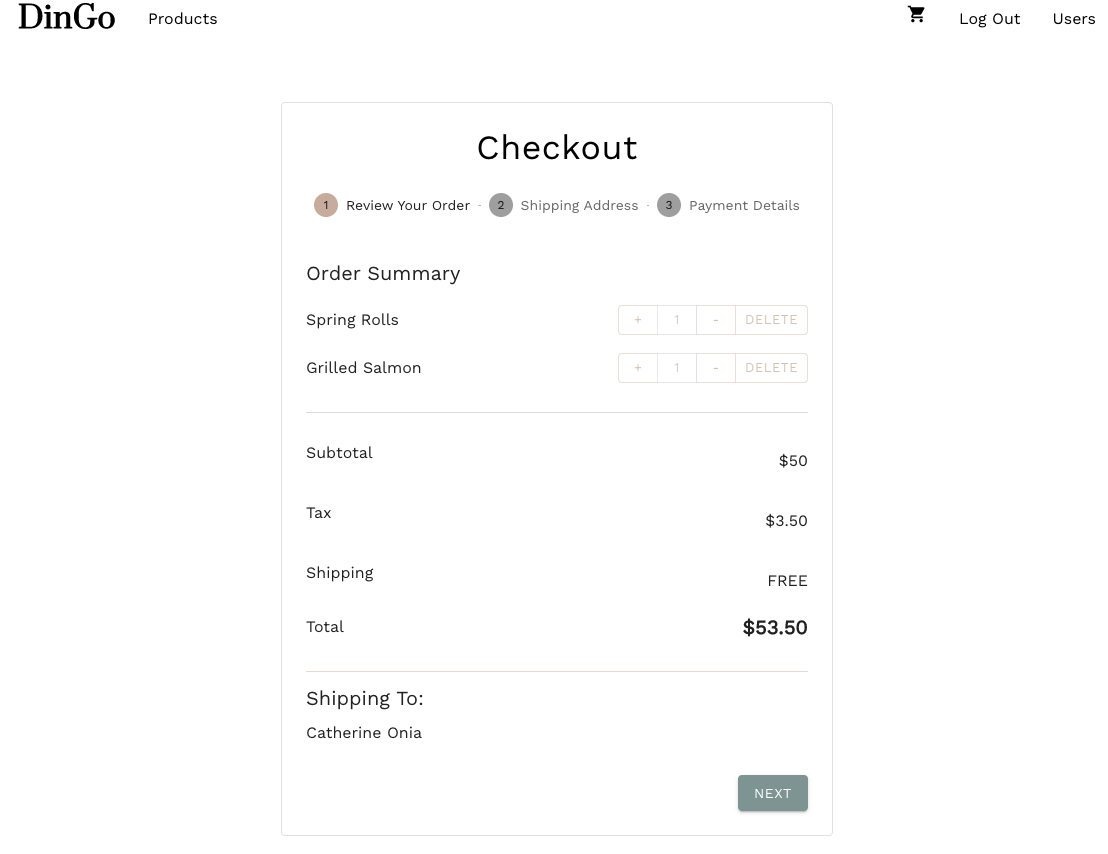 DinGo Products Log Out Users
Checkout
1 Review Your Order - 2 Shipping Address - 3 Payment Details
Order Summary
Spring Rolls + 1 - DELETE
Grilled Salmon + 1 - DELETE
Subtotal $50
Tax $3.50
Shipping FREE
Total $53.50
Shipping To:
Catherine Onia
NEXT